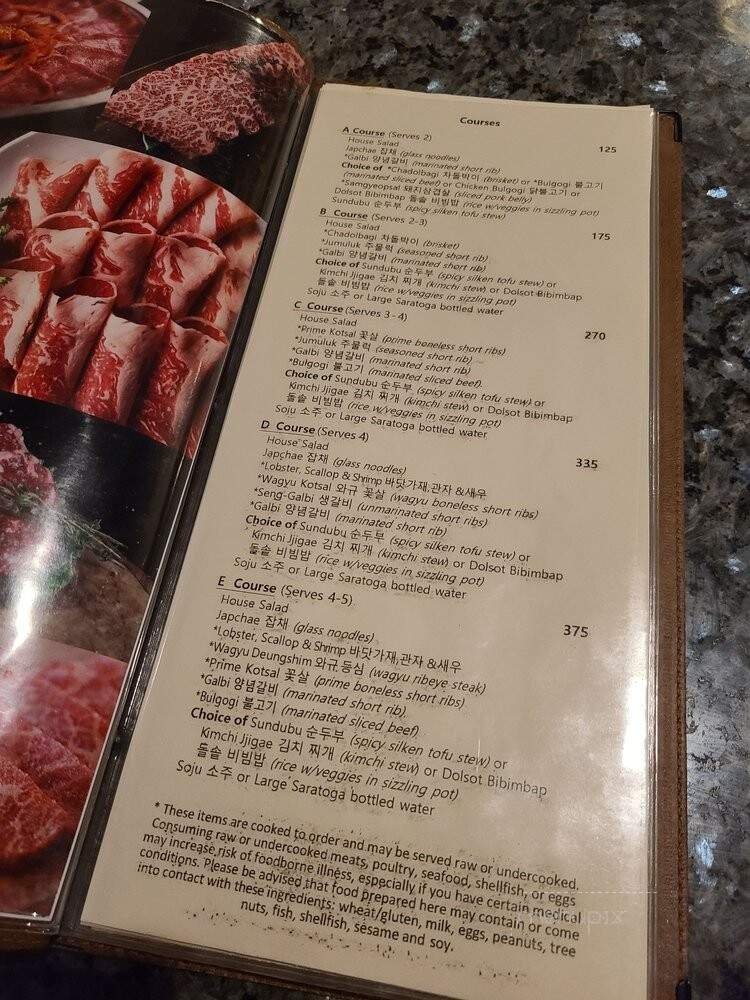 Courses
A Course (Serves 2)
125
House Salad
Japchae 잡채 (glass noodles)
*Galbi 양념갈비 (marinated short rib)
Choice of *Chadolbagi 차돌박이 (brisket) or *Bulgogi 불고기
(marinated sliced beef) or Chicken Bulgogi 닭불고기 or
*Samgyeopsal 돼지삼겹살 (sliced pork belly)
Dolsot Bibimbap 돌솥 비빔밥 (rice w/veggies in sizzling pot)
Sundubu 순두부 (spicy silken tofu stew)
B Course (Serves 2-3)
175
House Salad
*Chadolbagi 차돌박이 (brisket)
*Jumuluk 주물럭 (seasoned short rib)
*Galbi 양념갈비 (marinated short rib)
Choice of Sundubu 순두부 (spicy silken tofu stew) or
Kimchi Jjigae 김치 찌개 (kimchi stew) or Dolsot Bibimbap
돌솥 비빔밥 (rice w/veggies in sizzling pot)
Soju 소주 or Large Saratoga bottled water
C Course (Serves 3-4)
270
House Salad
*Prime Kotsal 꽃살 (prime boneless short ribs)
*Jumuluk 주물럭 (seasoned short rib)
*Galbi 양념갈비 (marinated short rib)
*Bulgogi 불고기 (marinated sliced beef)
Choice of Sundubu 순두부 (spicy silken tofu stew) or
Kimchi Jjigae 김치 찌개 (kimchi stew) or Dolsot Bibimbap
돌솥 비빔밥 (rice w/veggies in sizzling pot)
Soju 소주 or Large Saratoga bottled water
D Course (Serves 4)
335
House Salad
Japchae 잡채 (glass noodles)
*Lobster, Scallop & Shrimp 바닷가재,관자 &새우
*Wagyu Kotsal 와규 꽃살 (wagyu boneless short ribs)
*Seng-Galbi 생갈비 (unmarinated short ribs)
*Galbi 양념갈비 (marinated short rib)
Choice of Sundubu 순두부 (spicy silken tofu stew) or
Kimchi Jjigae 김치 찌개 (kimchi stew) or Dolsot Bibimbap
돌솥 비빔밥 (rice w/veggies in sizzling pot)
Soju 소주 or Large Saratoga bottled water
E Course (Serves 4-5)
375
House Salad
Japchae 잡채 (glass noodles)
*Lobster, Scallop & Shrimp 바닷가재,관자 &새우
*Wagyu Deungshim 와규 등심 (wagyu ribeye steak)
*Prime Kotsal 꽃살 (prime boneless short ribs)
*Galbi 양념갈비 (marinated short rib)
*Bulgogi 불고기 (marinated sliced beef)
Choice of Sundubu 순두부 (spicy silken tofu stew) or
Kimchi Jjigae 김치 찌개 (kimchi stew) or Dolsot Bibimbap
돌솥 비빔밥 (rice w/veggies in sizzling pot)
Soju 소주 or Large Saratoga bottled water
* These items are cooked to order and may be served raw or undercooked.
Consuming raw or undercooked meats, poultry, seafood, shellfish, or eggs
may increase risk of foodborne illness, especially if you have certain medical
conditions. Please be advised that food prepared here may contain or come
into contact with these ingredients: wheat/gluten, milk, eggs, peanuts, tree
nuts, fish, shellfish, sesame and soy.